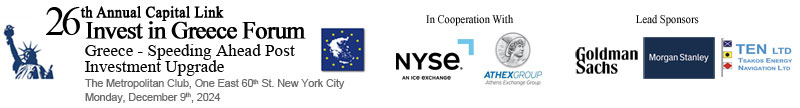 26th Annual Capital Link
Invest in Greece Forum
Greece - Speeding Ahead Post
Investment Upgrade
The Metropolitan Club, One East 60th St. New York City
Monday, December 9th, 2024
In Cooperation With
NYSE
AN ICE EXCHANGE
ATHEXGROUP
Athens Exchange Group
Lead Sponsors
Goldman
Sachs
Morgan Stanley
TEN LTD
TSAKOS ENERGY
NAVIGATION LTD